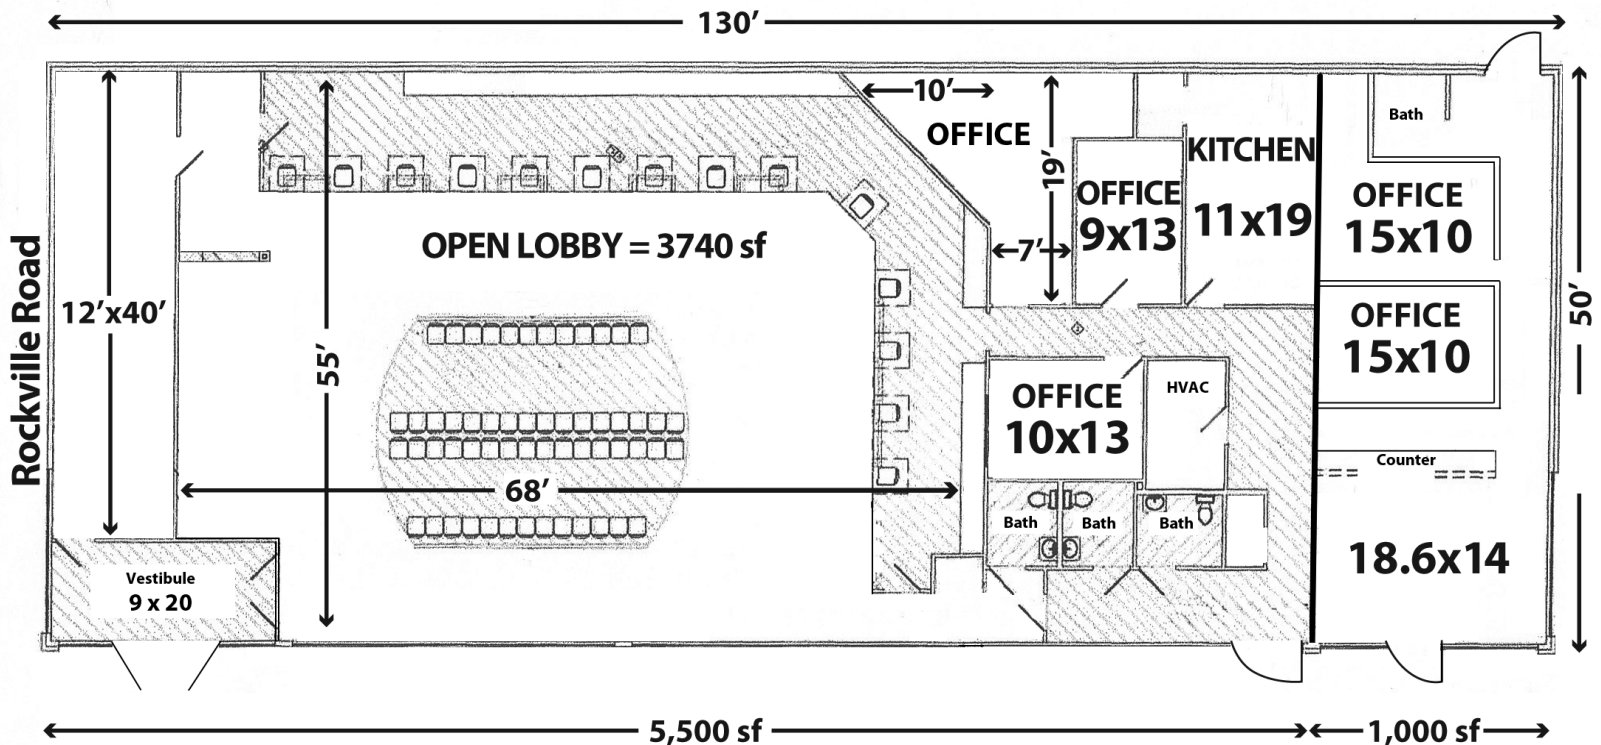 130’
10’
OFFICE
Bath
19’
KITCHEN
OFFICE
9x13
11x19
OFFICE
15x10
OPEN LOBBY = 3740 sf
7’
Rockville Road
12’x40’
55’
50’
OFFICE
15x10
OFFICE
10x13
HVAC
Counter
68’
Bath
Bath
Bath
18.6x14
Vestibule
9 x 20
5,500 sf
1,000 sf